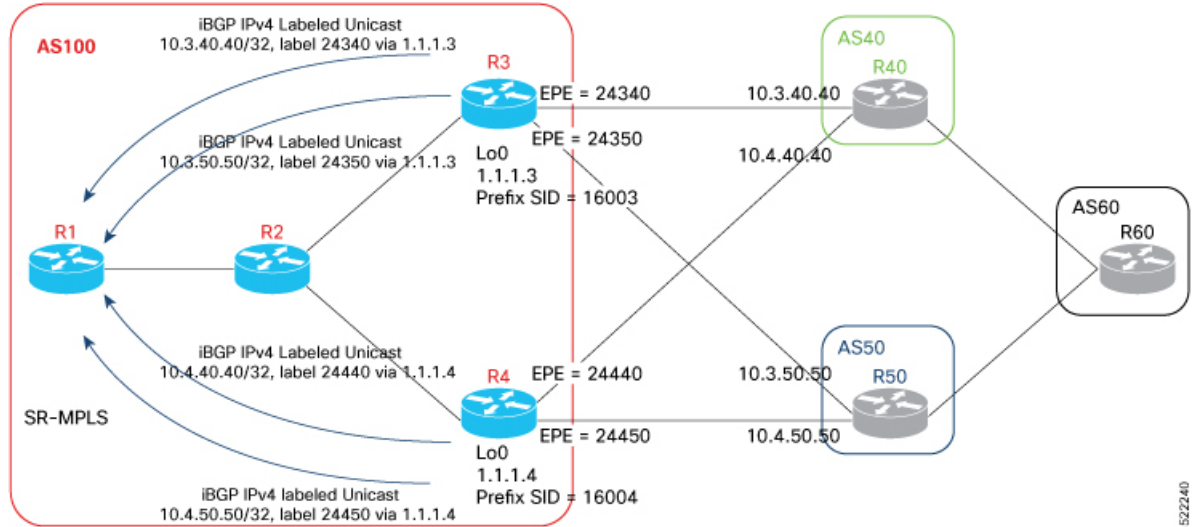 iBGP IPv4 Labeled Unicast
10.3.40.40/32, label 24340 via 1.1.1.3
AS100
R3
AS40
R40
EPE = 24340
10.3.40.40
iBGP IPv4 Labeled Unicast
10.3.50.50/32, label 24350 via 1.1.1.3
EPE = 24350
10.4.40.40
Lo0
1.1.1.3
Prefix SID = 16003
AS60
R60
R1
R2
iBGP IPv4 Labeled Unicast
10.4.40.40/32, label 24440 via 1.1.1.4
AS50
R50
R4
EPE = 24440
10.3.50.50
SR-MPLS
EPE = 24450
10.4.50.50
Lo0
1.1.1.4
Prefix SID = 16004
iBGP IPv4 labeled Unicast
10.4.50.50/32, label 24450 via 1.1.1.4
522240